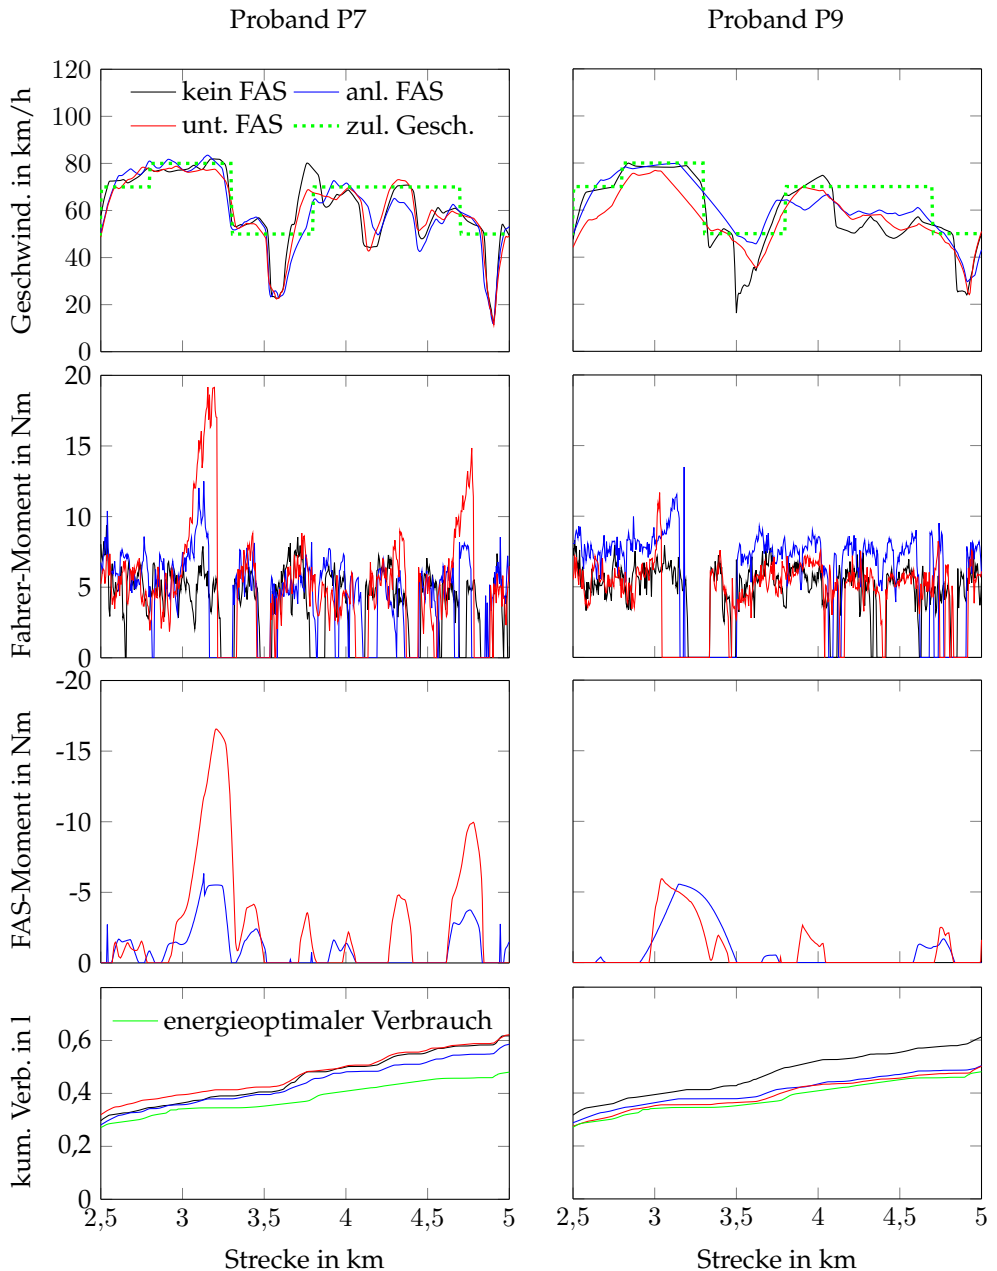 Proband P7
Proband P9
Geschwind. in km/h
120
100
80
60
40
20
0
kein FAS
anl. FAS
unt. FAS
zul. Gesch.
Fahrer-Moment in Nm
20
15
10
5
0
FAS-Moment in Nm
-20
-15
-10
-5
0
kum. Verb. in l
0,6
0,4
0,2
0
energieoptimaler Verbrauch
2,5 3 3,5 4 4,5 5
2,5 3 3,5 4 4,5 5
Strecke in km
Strecke in km